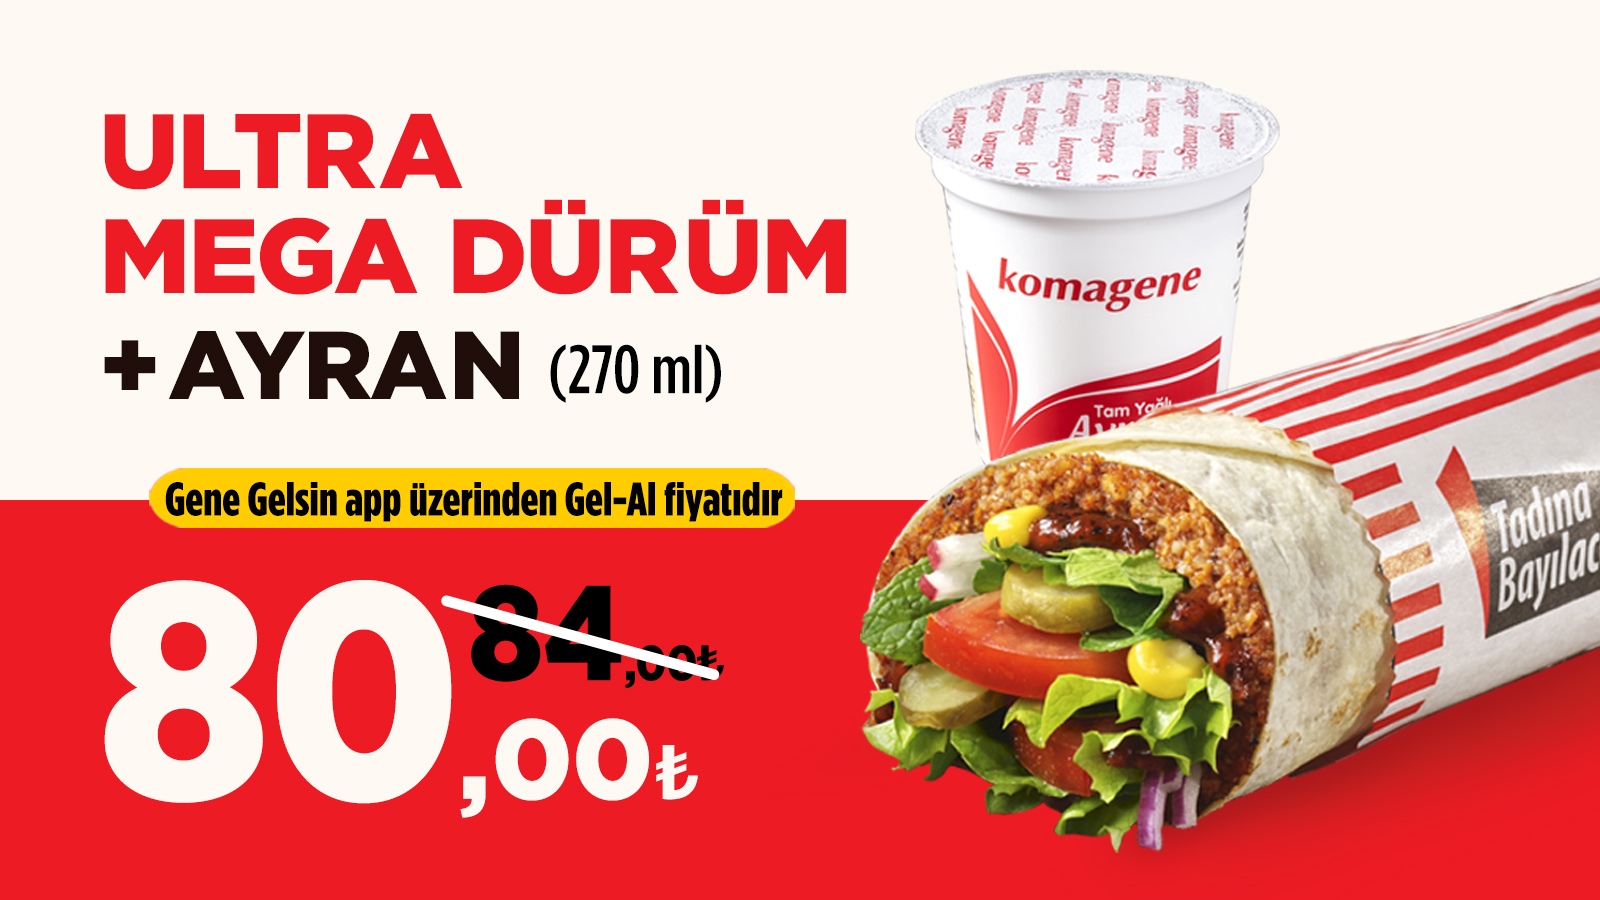 ULTRA
MEGA DÜRÜM
+ AYRAN (270 ml)
Gene Gelsin app üzerinden Gel-Al fiyatıdır
84,00₺
80,00₺
komagene
Tam Yağlı
Tadına